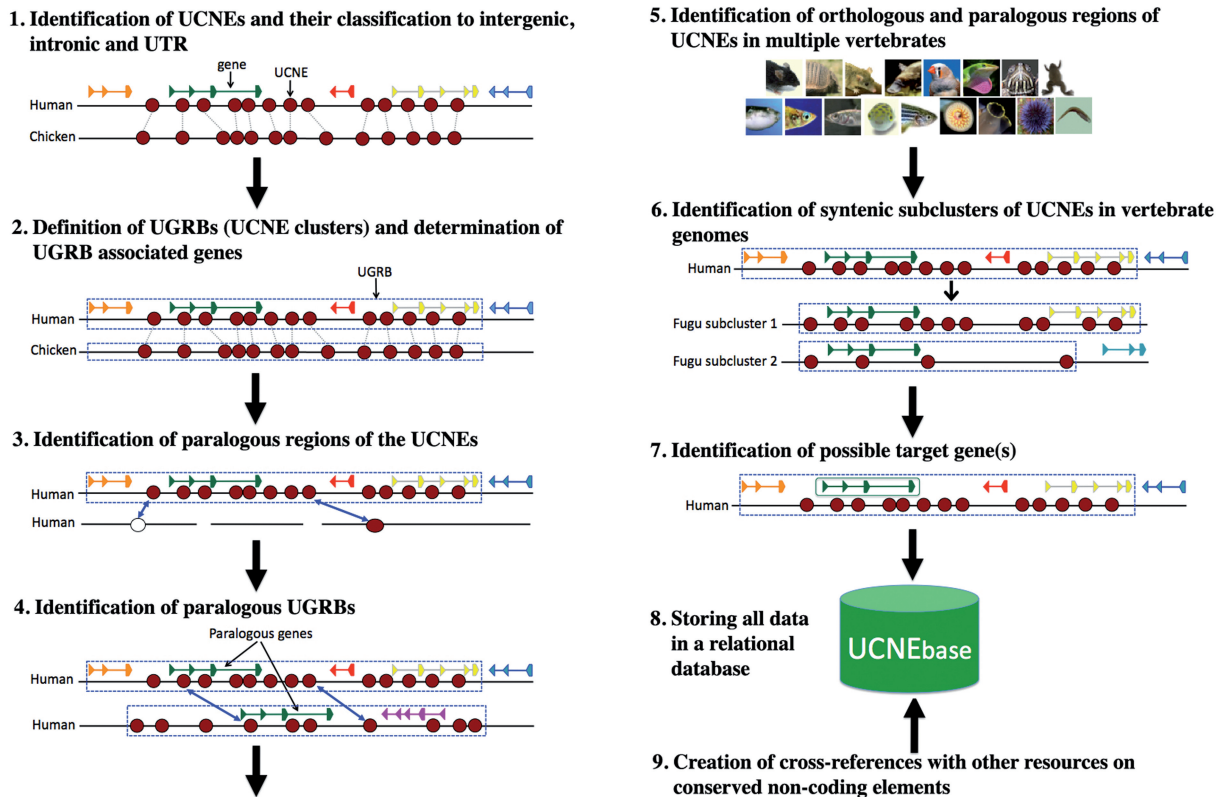 1. Identification of UCNEs and their classification to intergenic,
intronic and UTR
gene
UCNE
Human
Chicken
2. Definition of UGRBs (UCNE clusters) and determination of
UGRB associated genes
UGRB
Human
Chicken
3. Identification of paralogous regions of the UCNEs
Human
Human
4. Identification of paralogous UGRBs
Paralogous genes
Human
Human
5. Identification of orthologous and paralogous regions of
UCNEs in multiple vertebrates
6. Identification of syntenic subclusters of UCNEs in vertebrate
genomes
Human
Fugu subcluster 1
Fugu subcluster 2
7. Identification of possible target gene(s)
Human
8. Storing all data
in a relational
database
UCNEbase
9. Creation of cross-references with other resources on
conserved non-coding elements